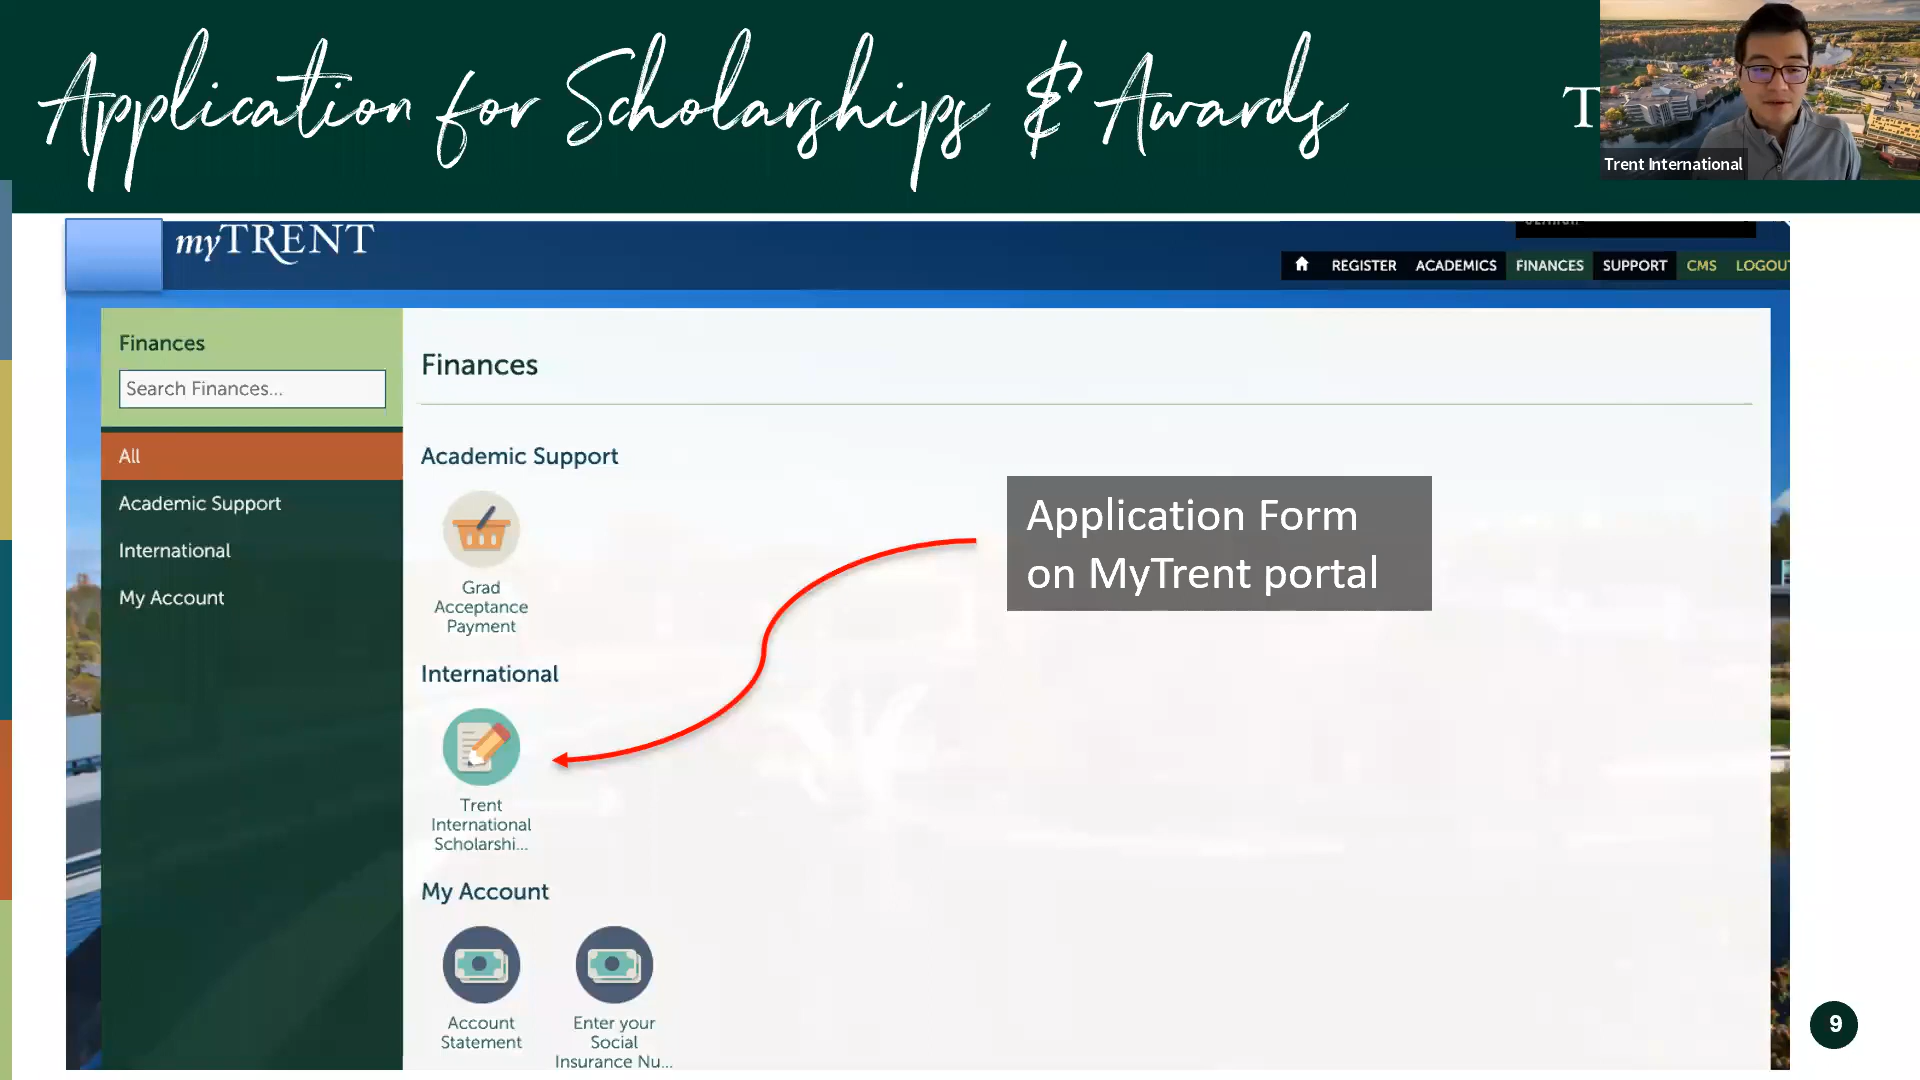 Application for Scholarships & Awards
T
Trent International
myTRENT
REGISTER ACADEMICS FINANCES SUPPORT CMS LOGOUT
Finances
Search Finances...
All
Academic Support
International
My Account
Finances
Academic Support
Grad
Acceptance
Payment
Application Form
on MyTrent portal
International
Trent
International
Scholarshi...
My Account
Account
Statement
Enter your
Social
Insurance Nu...
9